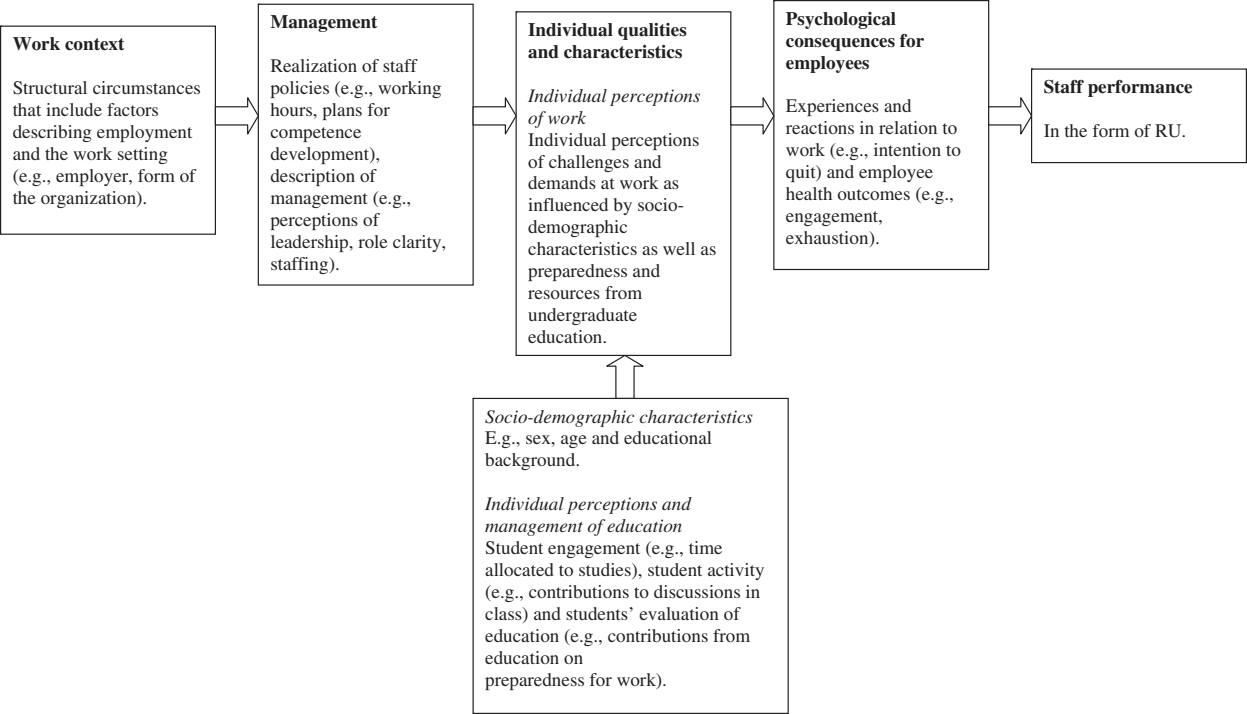 Work context
Structural circumstances
that include factors
describing employment
and the work setting
(e.g., employer, form of
the organization).
Management
Realization of staff
policies (e.g., working
hours, plans for
competence
development),
description of
management (e.g.,
perceptions of
leadership, role clarity,
staffing).
Individual qualities
and characteristics
Individual perceptions
of work
Individual perceptions
of challenges and
demands at work as
influenced by socio-
demographic
characteristics as well as
preparedness and
resources from
undergraduate
education.
Psychological
consequences for
employees
Experiences and
reactions in relation to
work (e.g., intention to
quit) and employee
health outcomes (e.g.,
engagement,
exhaustion).
Staff performance
In the form of RU.
Socio-demographic characteristics
E.g., sex, age and educational
background.
Individual perceptions and
management of education
Student engagement (e.g., time
allocated to studies), student activity
(e.g., contributions to discussions in
class) and students’ evaluation of
education (e.g., contributions from
education on
preparedness for work).